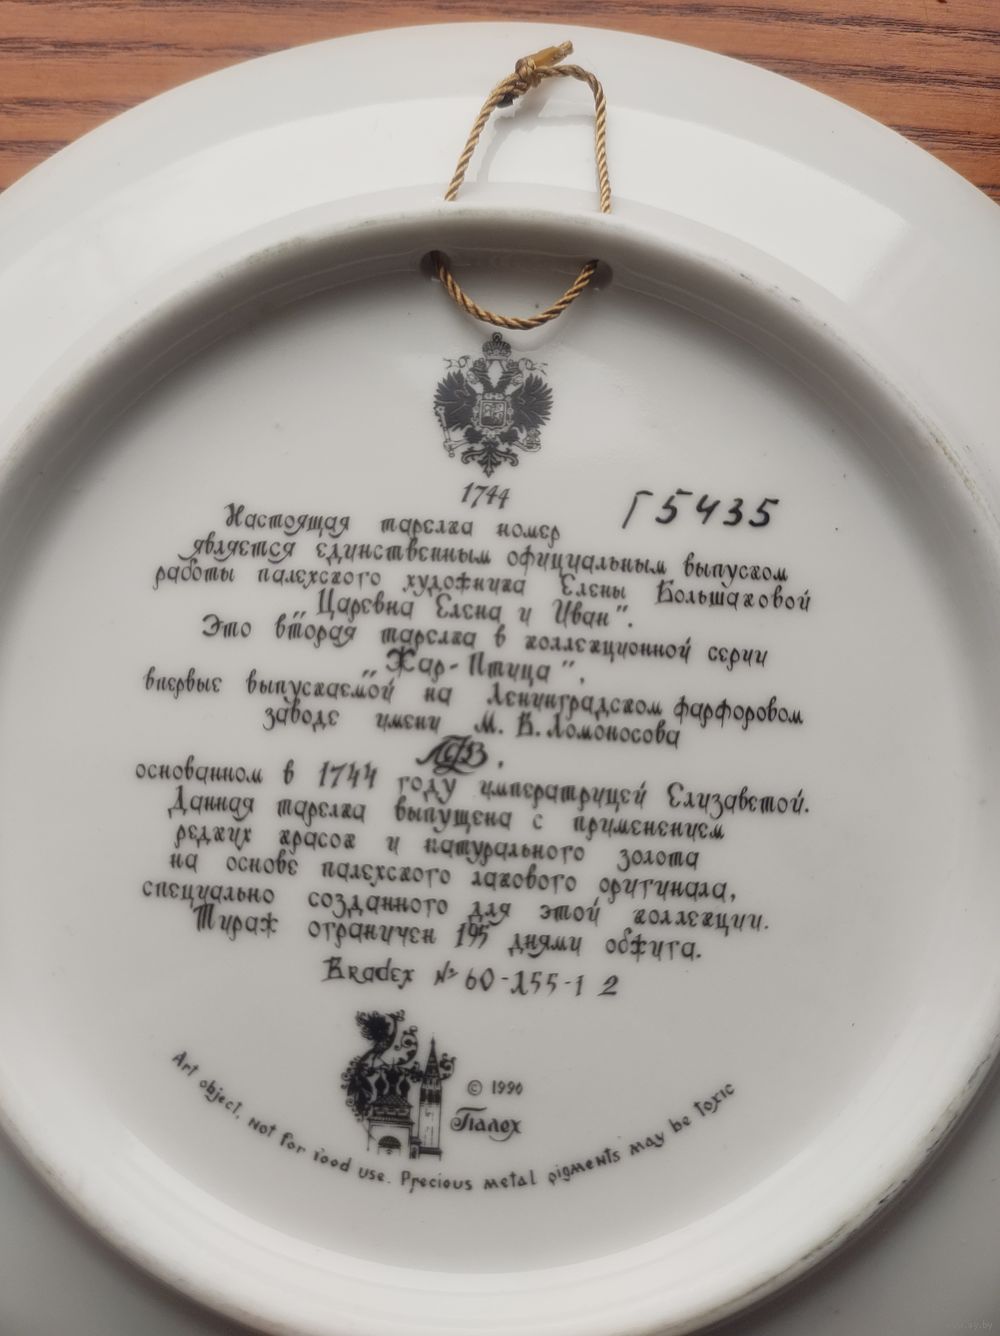 1744
Настоящая тарелка номер Г5435
является единственным официальным выпуском
работы палехского художника Елены Большаковой
„Царевна Елена и Иван".
Это вторая тарелка в коллекционной серии
"Жар-Птица",
впервые выпускаемой на Ленинградском фарфоровом
заводе имени М. В. Ломоносова
ЛФЗ,
основанном в 1744 году императрицей Елизаветой.
Данная тарелка выпущена с применением
редких красок и натурального золота
на основе палехского лакового оригинала,
специально созданного для этой коллекции.
Тираж ограничен 195 днями обжига.
Bradex № 60-Л55-1 2
© 1990
Палех
Art object, not for food use. Precious metal pigments may be toxic